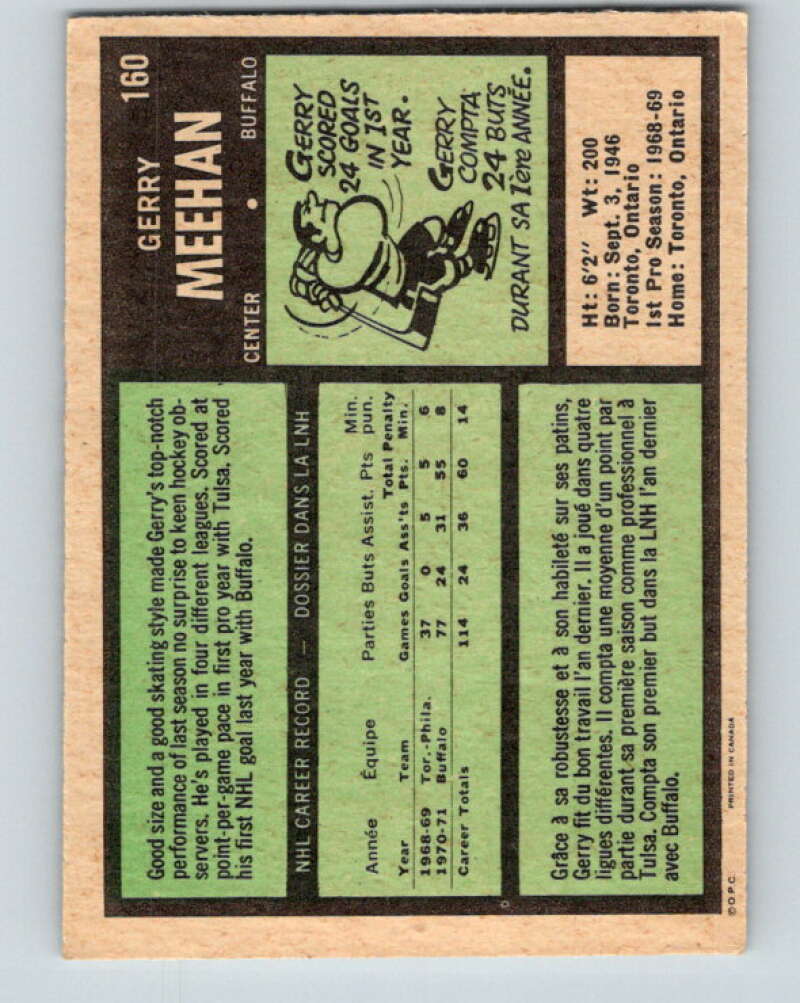 GERRY 160
MEEHAN
CENTER • BUFFALO
GERRY
SCORED
24 GOALS
IN 1ST
YEAR.
GERRY
COMPTA
24 BUTS
DURANT SA 1ère ANNÉE.
Ht: 6'2" Wt: 200
Born: Sept. 3, 1946
Toronto, Ontario
1st Pro Season: 1968-69
Home: Toronto, Ontario
Good size and a good skating style made Gerry's top-notch
performance of last season no surprise to keen hockey ob-
servers. He's played in four different leagues. Scored at
point-per-game pace in first pro year with Tulsa. Scored
his first NHL goal last year with Buffalo.
NHL CAREER RECORD — DOSSIER DANS LA LNH
Min.
Année Équipe Parties Buts Assist. Pts pun.
Total Penalty
Year Team Games Goals Ass'ts Pts. Min.
1968-69 Tor.-Phila. 37 0 5 5 6
1970-71 Buffalo 77 24 31 55 8
Career Totals 114 24 36 60 14
Grâce à sa robustesse et à son habileté sur ses patins,
Gerry fit du bon travail l'an dernier. Il a joué dans quatre
ligues différentes. Il compta une moyenne d'un point par
partie durant sa première saison comme professionnel à
Tulsa. Compta son premier but dans la LNH l'an dernier
avec Buffalo.
©O.P.C. PRINTED IN CANADA